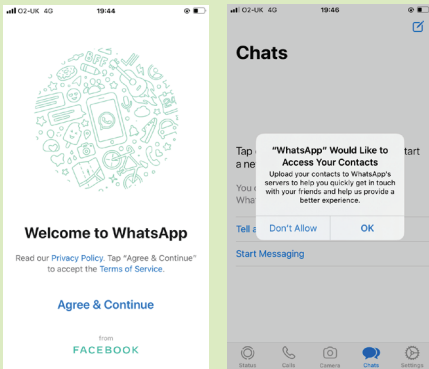 O2-UK 4G 19:44
Welcome to WhatsApp
Read our Privacy Policy. Tap "Agree & Continue"
to accept the Terms of Service.
Agree & Continue
from
FACEBOOK
O2-UK 4G 19:46
Chats
Tap
tart
a ne
"WhatsApp" Would Like to
Access Your Contacts
Upload your contacts to WhatsApp's
servers to help you quickly get in touch
with your friends and help us provide a
better experience.
Don't Allow OK
You
What
Tell a
Start Messaging
Status Calls Camera Chats Settings